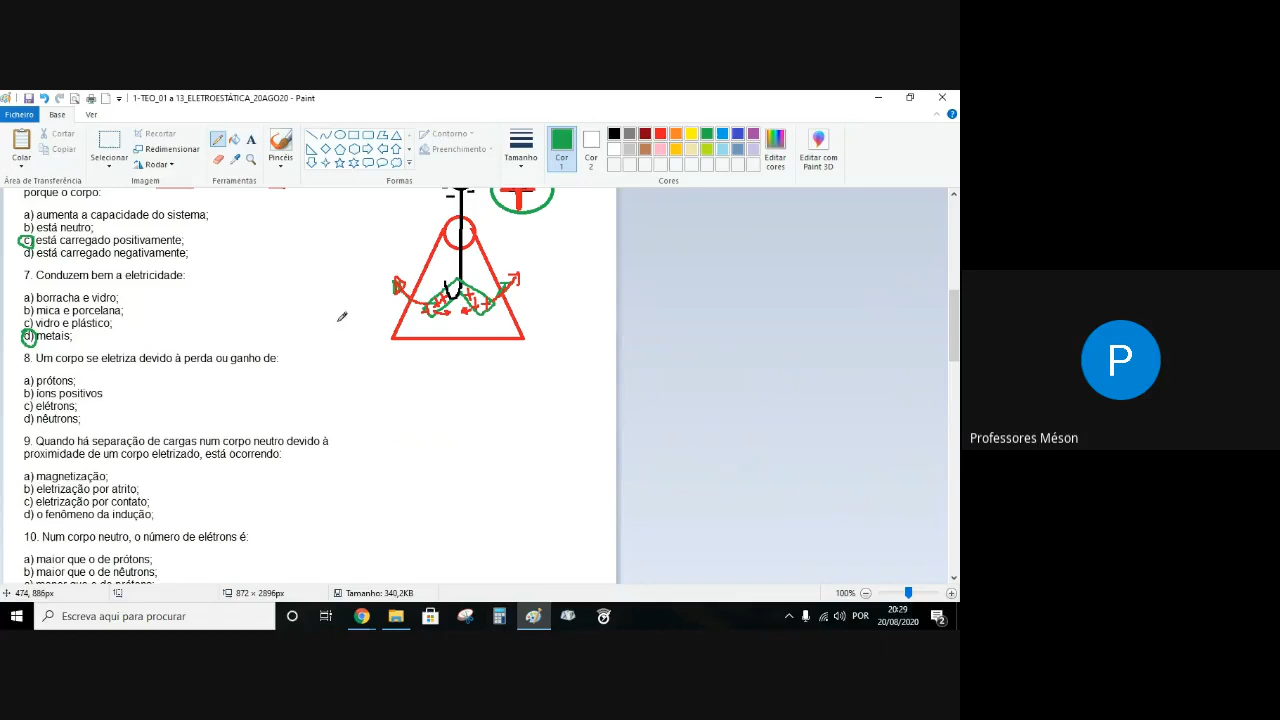 1-TEO_01 a 13_ELETROESTÁTICA_20AGO20 - Paint
Ficheiro Base Ver
Colar
Cortar
Copiar
Selecionar
Recortar
Redimensionar
Rodar
Pincéis
Contorno
Preenchimento
Tamanho
Cor 1
Cor 2
Editar cores
Editar com Paint 3D
Área de Transferência Imagem Ferramentas Formas Cores
porque o corpo:
a) aumenta a capacidade do sistema;
b) está neutro;
c) está carregado positivamente;
d) está carregado negativamente;
7. Conduzem bem a eletricidade:
a) borracha e vidro;
b) mica e porcelana;
c) vidro e plástico;
d) metais;
8. Um corpo se eletriza devido à perda ou ganho de:
a) prótons;
b) íons positivos
c) elétrons;
d) nêutrons;
9. Quando há separação de cargas num corpo neutro devido à
proximidade de um corpo eletrizado, está ocorrendo:
a) magnetização;
b) eletrização por atrito;
c) eletrização por contato;
d) o fenômeno da indução;
10. Num corpo neutro, o número de elétrons é:
a) maior que o de prótons;
b) maior que o de nêutrons;
c) menor que o de prótons;
P
Professores Méson
474, 886px
872 × 2896px
Tamanho: 340,2KB
100%
Escreva aqui para procurar
POR
20:29
20/08/2020
2